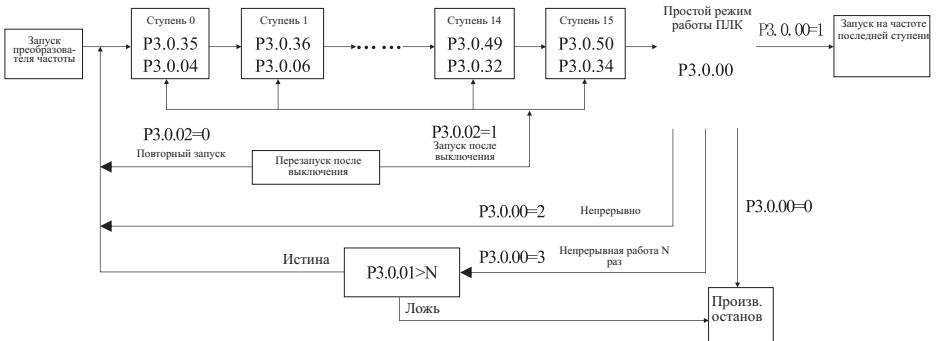 Запуск
преобразова-
теля частоты
Ступень 0
P3.0.35
P3.0.04
Ступень 1
P3.0.36
P3.0.06
Ступень 14
P3.0.49
P3.0.32
Ступень 15
P3.0.50
P3.0.34
Простой режим
работы ПЛК
P3.0.00
P3. 0. 00=1
Запуск на частоте
последней ступени
P3.0.02=0
Повторный запуск
Перезапуск после
выключения
P3.0.02=1
Запуск после
выключения
P3.0.00=2
Непрерывно
P3.0.00=0
Истина
P3.0.01>N
P3.0.00=3
Непрерывная работа N
раз
Ложь
Произв.
останов